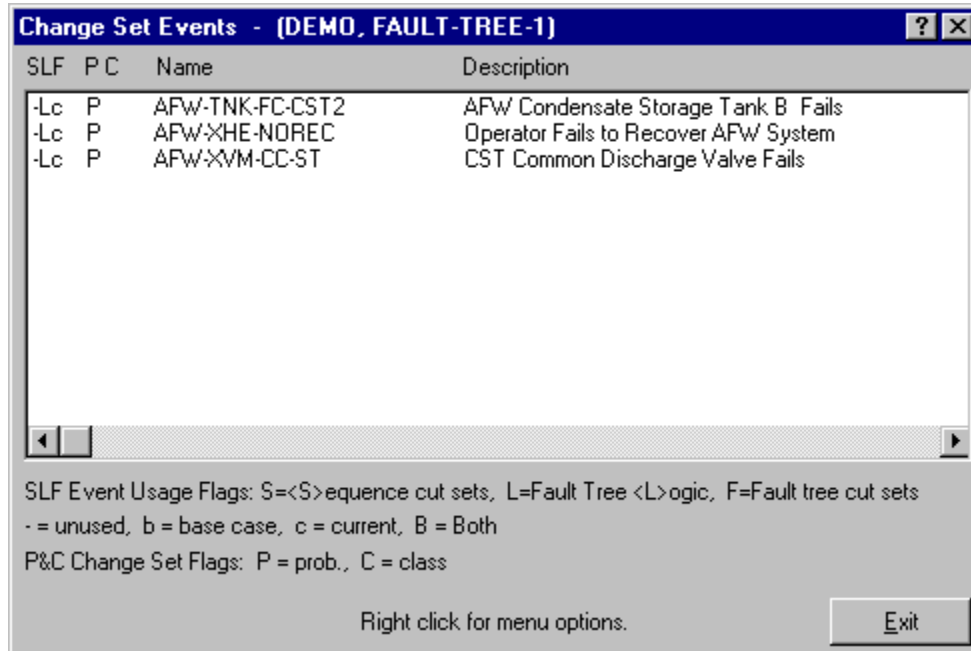 Change Set Events - (DEMO, FAULT-TREE-1)
SLF P C Name Description
-Lc P AFW-TNK-FC-CST2 AFW Condensate Storage Tank B Fails
-Lc P AFW-XHE-NOREC Operator Fails to Recover AFW System
-Lc P AFW-XVM-CC-ST CST Common Discharge Valve Fails
SLF Event Usage Flags: S=<S>equence cut sets, L=Fault Tree <L>ogic, F=Fault tree cut sets
- = unused, b = base case, c = current, B = Both
P&C Change Set Flags: P = prob., C = class
Right click for menu options.
Exit